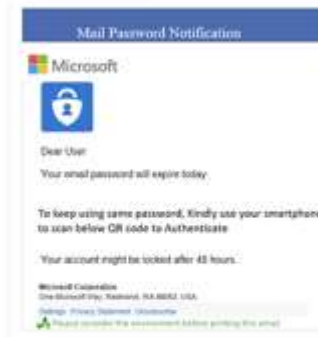 Mail Password Notification
Microsoft
Dear User
Your email password will expire today
To keep using same password, Kindly use your smartphone
to scan below QR code to Authenticate
Your account might be locked after 48 hours.
Microsoft Corporation
One Microsoft Way, Redmond, WA 98052 USA
Settings Privacy Statement Unsubscribe
Please consider the environment before printing this email